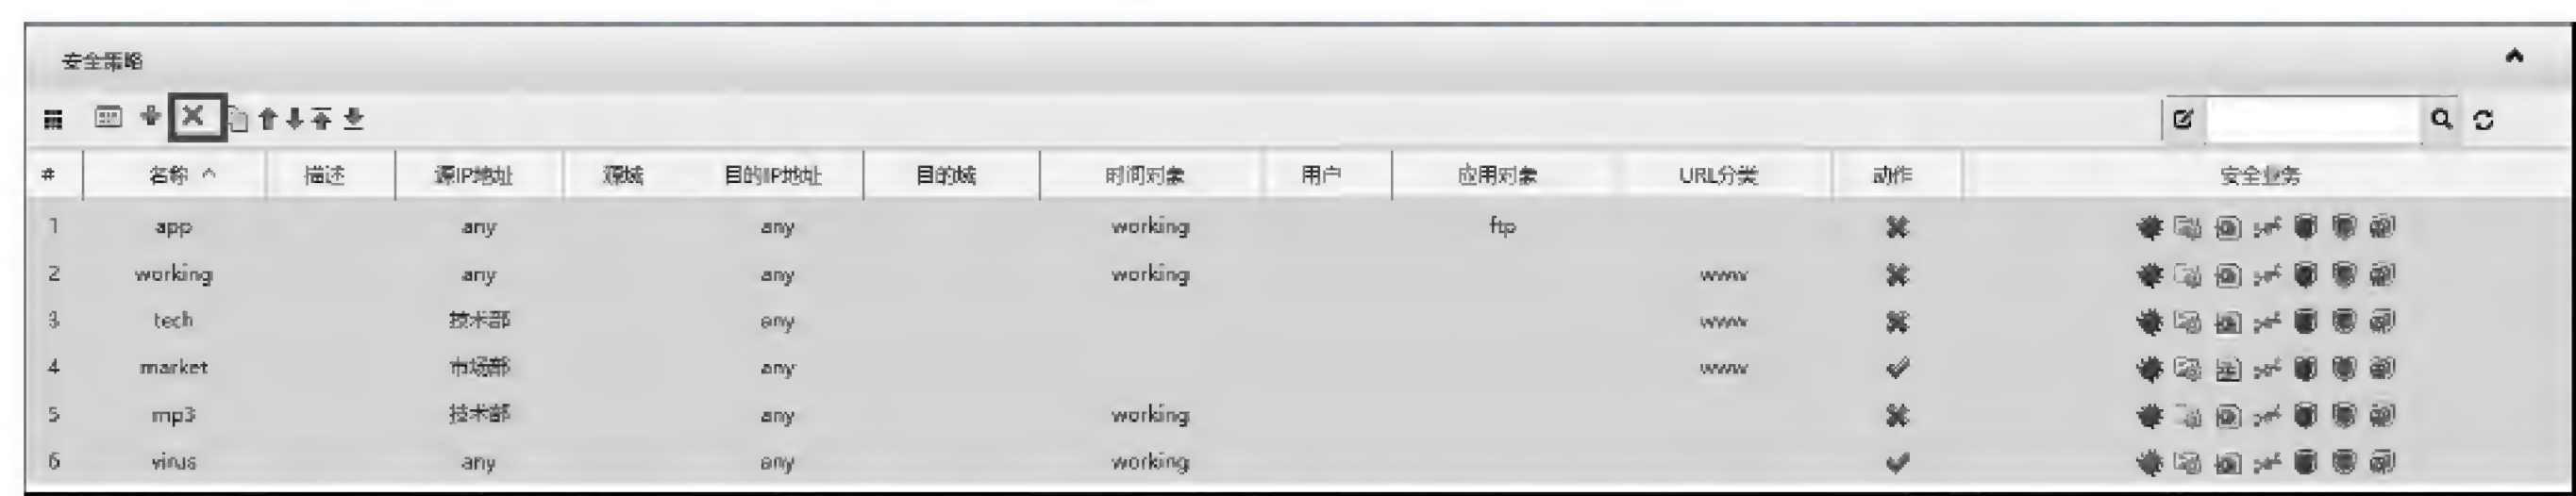 安全策略
# 名称 描述 源IP地址 源域 目的IP地址 目的域 时间对象 用户 应用对象 URL分类 动作 安全业务
1 app any any working ftp
2 working any any working www
3 tech 技术部 any www
4 market 市场部 any www
5 mp3 技术部 any working
6 virus any any working